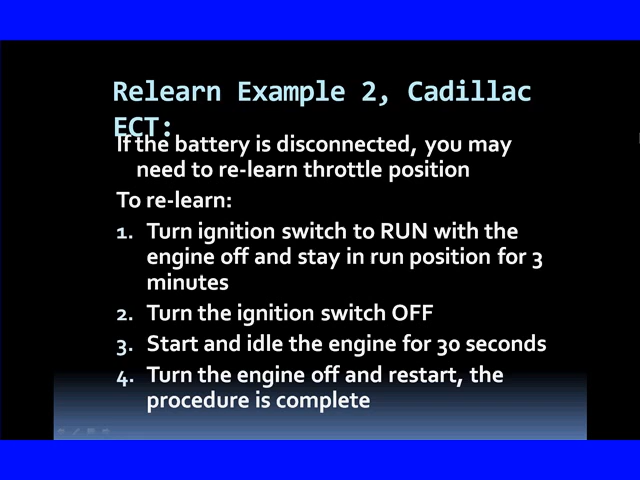 Relearn Example 2, Cadillac
ECT:
If the battery is disconnected, you may
need to re-learn throttle position
To re-learn:
1. Turn ignition switch to RUN with the
engine off and stay in run position for 3
minutes
2. Turn the ignition switch OFF
3. Start and idle the engine for 30 seconds
4. Turn the engine off and restart, the
procedure is complete